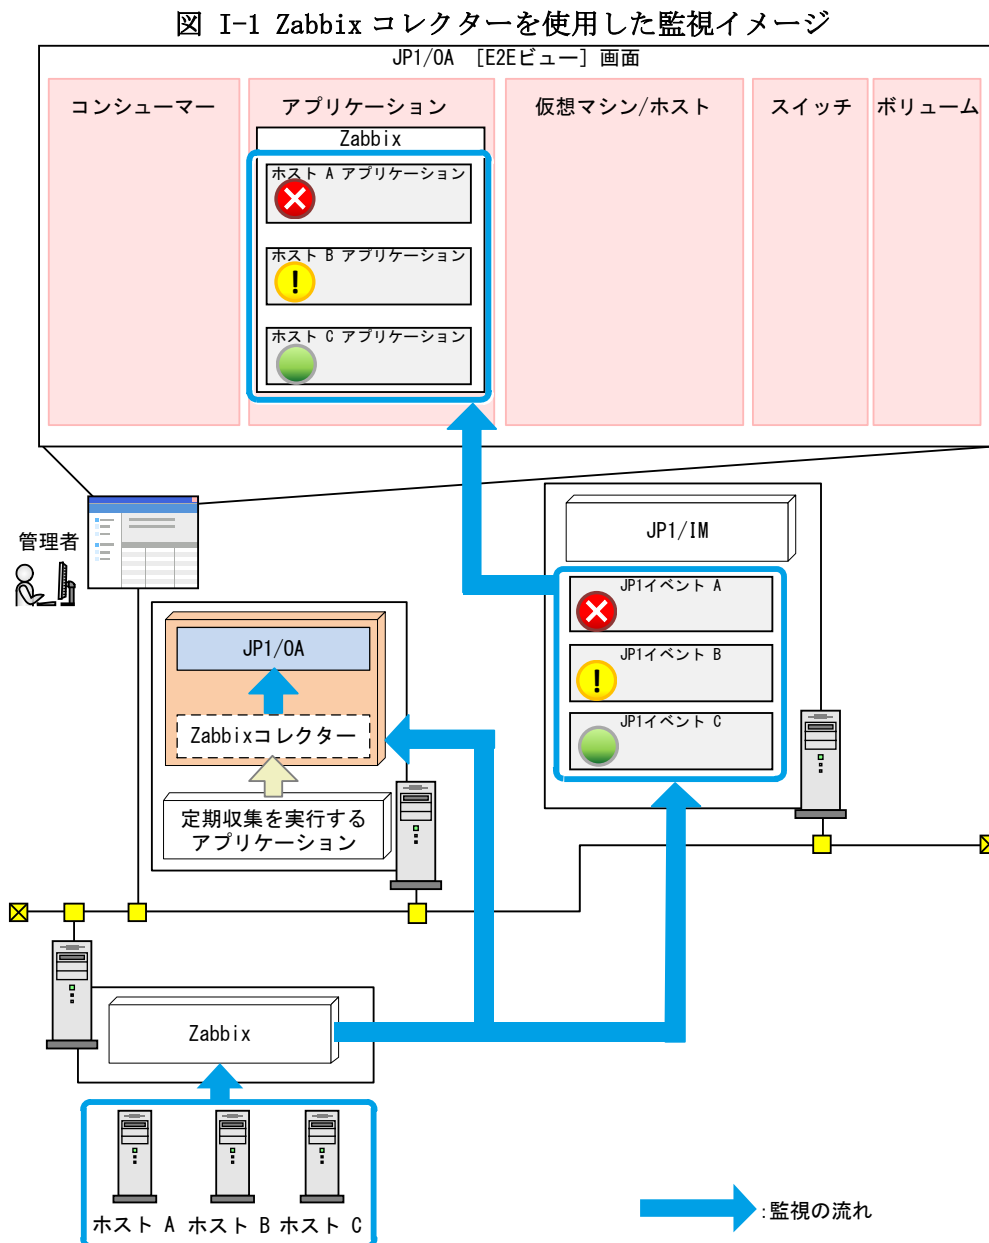 図 I-1 Zabbix コレクターを使用した監視イメージ
JP1/OA [E2Eビュー] 画面
コンシューマー
アプリケーション
仮想マシン/ホスト
スイッチ
ボリューム
Zabbix
ホスト A アプリケーション
ホスト B アプリケーション
ホスト C アプリケーション
管理者
JP1/IM
JP1イベント A
JP1イベント B
JP1イベント C
JP1/OA
Zabbixコレクター
定期収集を実行する
アプリケーション
Zabbix
ホスト A
ホスト B
ホスト C
:監視の流れ